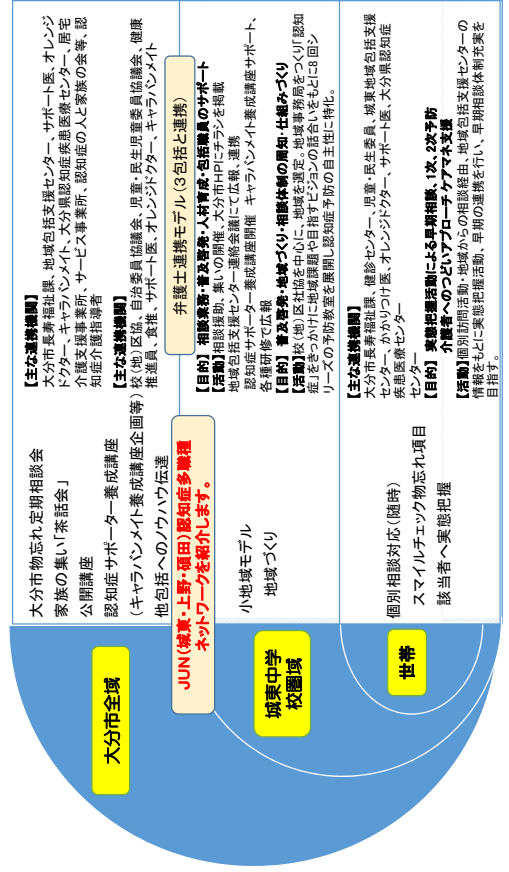 大分市全域
大分市物忘れ定期相談会
家族の集い「茶話会」
公開講座
認知症サポーター養成講座
（キャラバンメイト養成講座企画等）
他包括へのノウハウ伝達
【主な連携機関】
大分市長寿福祉課、地域包括支援センター、サポート医、オレンジ
ドクター、キャラバンメイト、大分県認知症疾患医療センター、居宅
介護支援事業所、サービス事業所、認知症の人と家族の会等、認
知症介護指導者
【主な連携機関】
校（地）区協、自治委員協議会、児童・民生児童委員協議会、健康
推進員、食推、サポート医、オレンジドクター、キャラバンメイト
JUN（城東・上野・碩田）認知症多職種
ネットワークを紹介します。
弁護士連携モデル（3包括と連携）
城東中学
校圏域
小地域モデル
地域づくり
【目的】 相談業務・普及啓発・人材育成・包括職員のサポート
【活動】相談援助、集いの開催、大分市HPにチラシを掲載
地域包括支援センター連絡会議にて広報、連携
認知症サポーター養成講座開催 キャラバンメイト養成講座サポート、
各種研修で広報
【目的】 普及啓発・地域づくり・相談体制の周知・仕組みづくり
【活動】校（地）区社協を中心に、地域を選定。地域事務局をつくり「認知
症」をきっかけに地域課題や目指すビジョンの話合いをもとに8回シ
リーズの予防教室を展開し認知症予防の自主性に特化。
世帯
個別相談対応（随時）
スマイルチェック物忘れ項目
該当者へ実態把握
【主な連携機関】
大分市長寿福祉課、健診センター、児童・民生委員、城東地域包括支援
センター、かかりつけ医、オレンジドクター、サポート医、大分県認知症
疾患医療センター
センター
【目的】 実態把握活動による早期相談、1次、2次予防
介護者へのつどいアプローチ ケアマネ支援
【活動】個別訪問活動・地域からの相談経由、地域包括支援センターの
情報をもとに実態把握活動、早期の連携を行い、早期相談体制充実を
目指す。